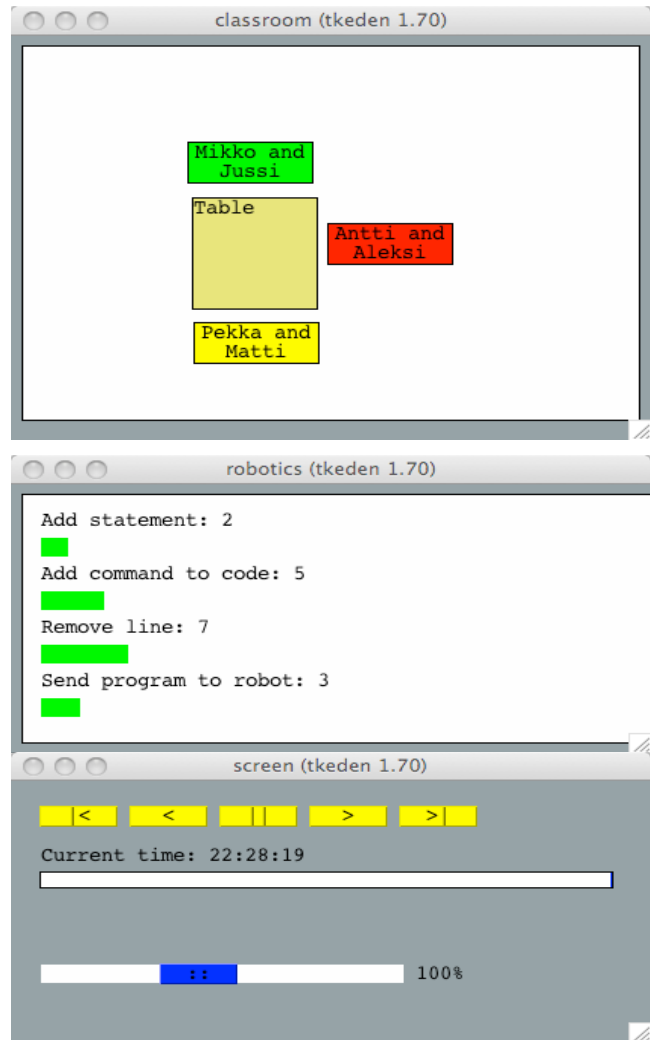 classroom (tkeden 1.70)
Mikko and
Jussi
Table
Antti and
Aleksi
Pekka and
Matti
robotics (tkeden 1.70)
Add statement: 2
Add command to code: 5
Remove line: 7
Send program to robot: 3
screen (tkeden 1.70)
|< < || > >|
Current time: 22:28:19
:: 100%